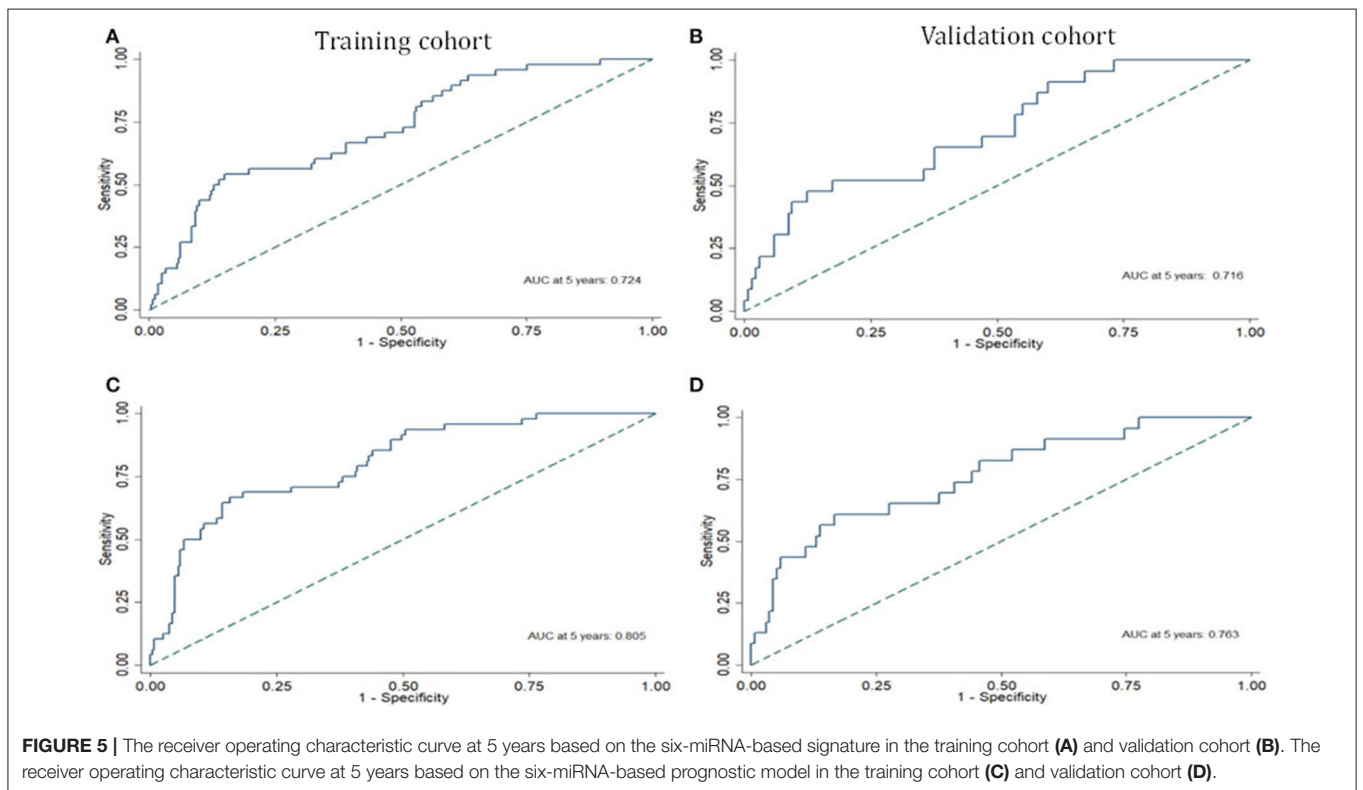 A
Training cohort
B
Validation cohort
Sensitivity
0.00 0.25 0.50 0.75 1.00
AUC at 5 years: 0.724
0.00 0.25 0.50 0.75 1.00
1 - Specificity
Sensitivity
0.00 0.25 0.50 0.75 1.00
AUC at 5 years: 0.716
0.00 0.25 0.50 0.75 1.00
1 - Specificity
C
D
Sensitivity
0.00 0.25 0.50 0.75 1.00
AUC at 5 years: 0.805
0.00 0.25 0.50 0.75 1.00
1 - Specificity
Sensitivity
0.00 0.25 0.50 0.75 1.00
AUC at 5 years: 0.763
0.00 0.25 0.50 0.75 1.00
1 - Specificity
FIGURE 5 | The receiver operating characteristic curve at 5 years based on the six-miRNA-based signature in the training cohort (A) and validation cohort (B). The
receiver operating characteristic curve at 5 years based on the six-miRNA-based prognostic model in the training cohort (C) and validation cohort (D).